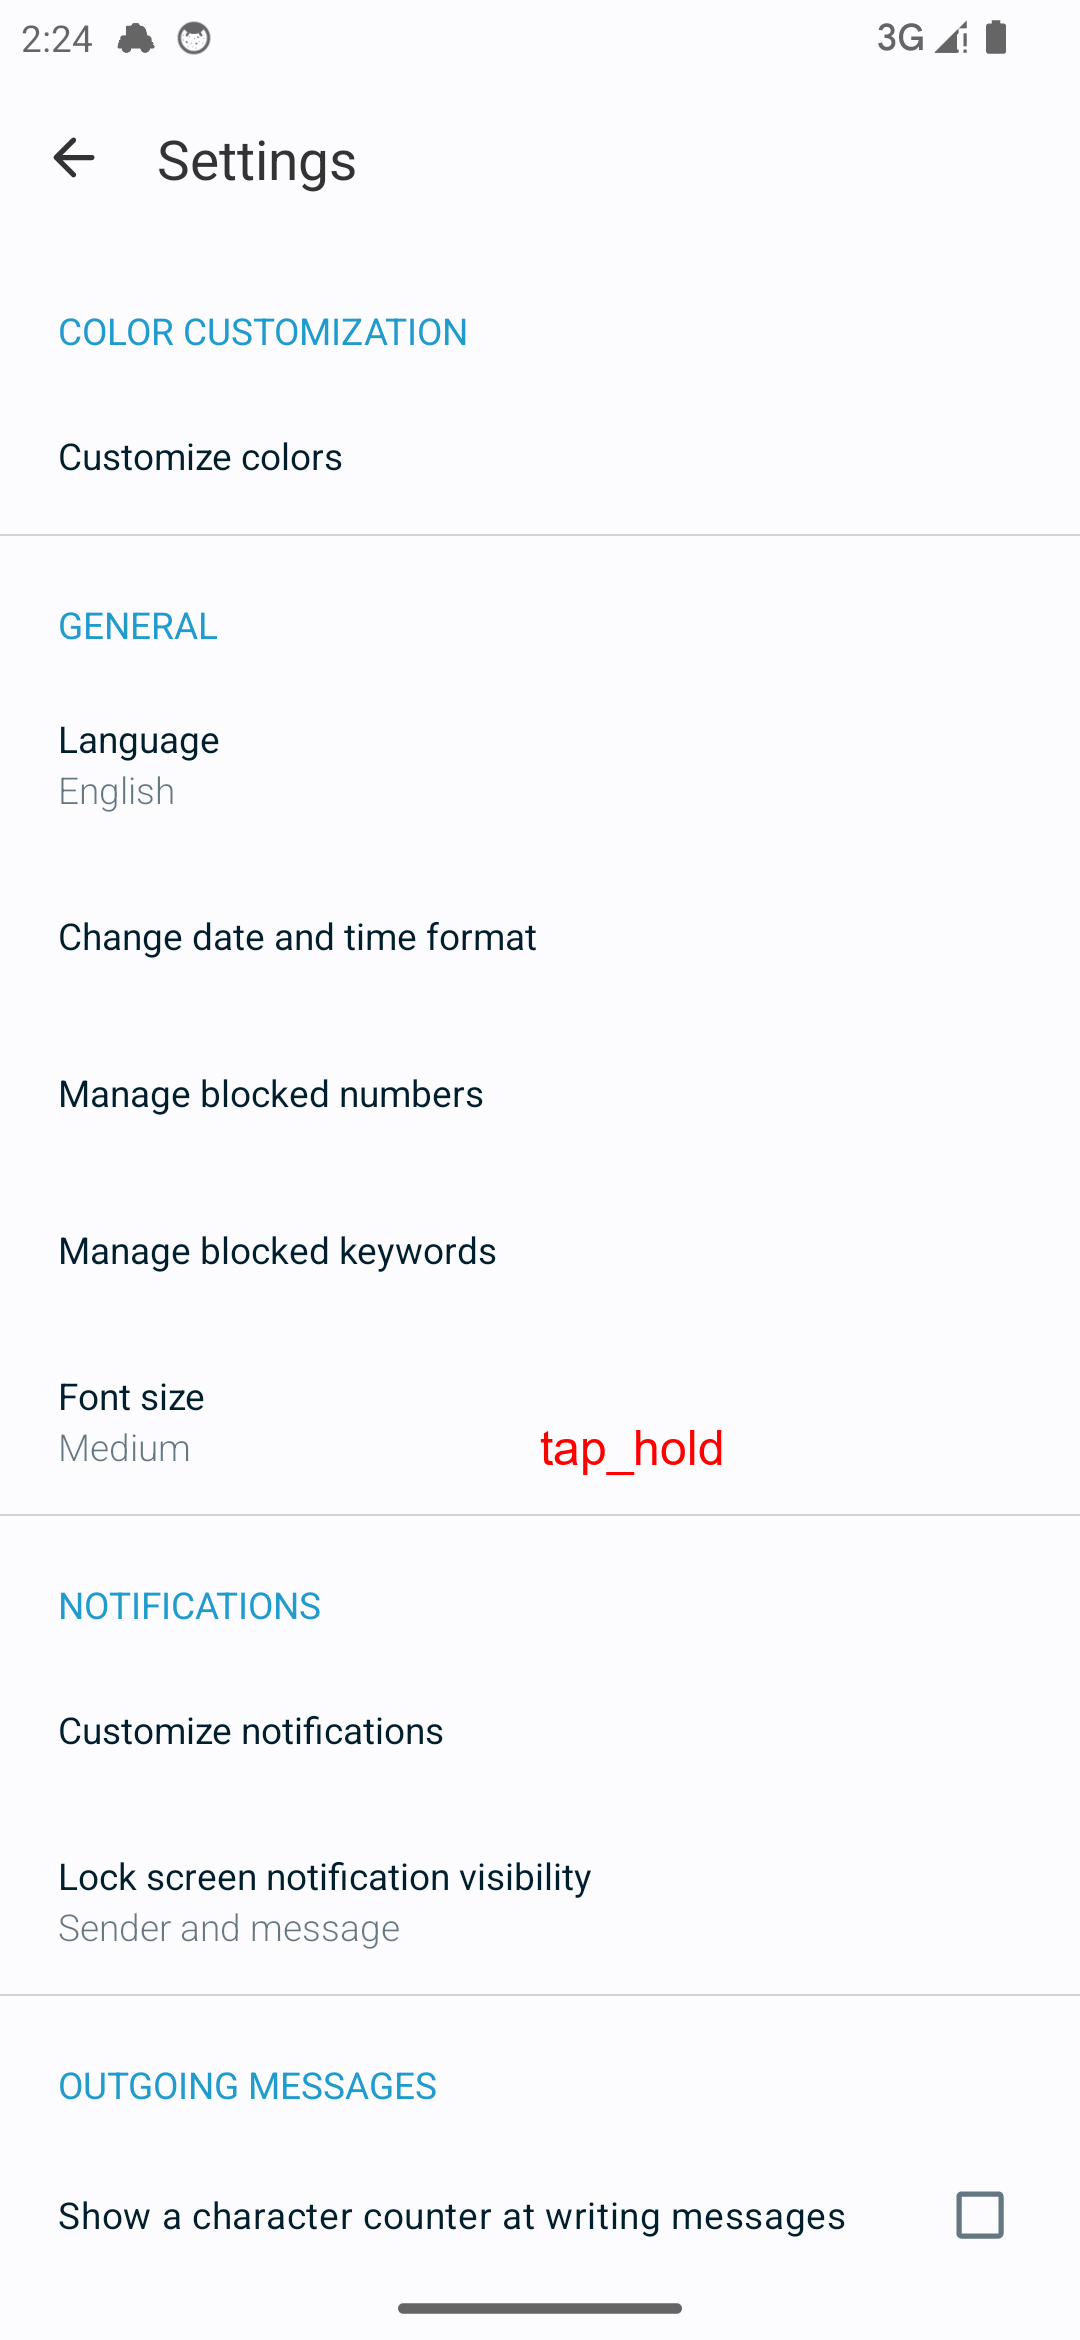 2:24
3G
Settings
COLOR CUSTOMIZATION
Customize colors
GENERAL
Language
English
Change date and time format
Manage blocked numbers
Manage blocked keywords
Font size
Medium
tap_hold
NOTIFICATIONS
Customize notifications
Lock screen notification visibility
Sender and message
OUTGOING MESSAGES
Show a character counter at writing messages